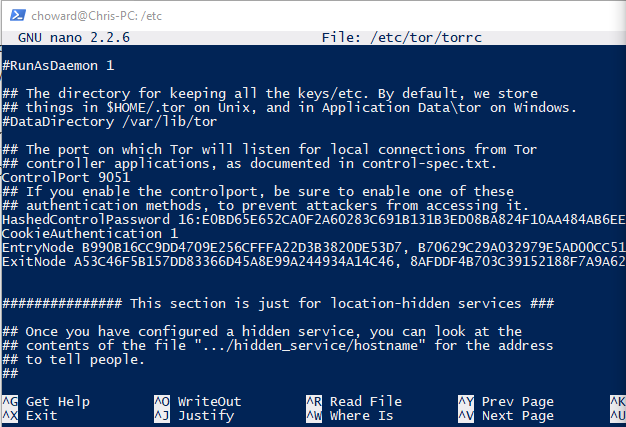 choward@Chris-PC: /etc
GNU nano 2.2.6 File: /etc/tor/torrc
#RunAsDaemon 1
## The directory for keeping all the keys/etc. By default, we store
## things in $HOME/.tor on Unix, and in Application Data\tor on Windows.
#DataDirectory /var/lib/tor
## The port on which Tor will listen for local connections from Tor
## controller applications, as documented in control-spec.txt.
ControlPort 9051
## If you enable the controlport, be sure to enable one of these
## authentication methods, to prevent attackers from accessing it.
HashedControlPassword 16:E0BD65E652CA0F2A60283C691B131B3ED08BA824F10AA484AB6EE
CookieAuthentication 1
EntryNode B990B16CC9DD4709E256CFFFA22D3B3820DE53D7, B70629C29A032979E5AD00CC51
ExitNode A53C46F5B157DD83366D45A8E99A244934A14C46, 8AFDDF4B703C39152188F7A9A62
############### This section is just for location-hidden services ###
## Once you have configured a hidden service, you can look at the
## contents of the file ".../hidden_service/hostname" for the address
## to tell people.
##
^G Get Help ^O WriteOut ^R Read File ^Y Prev Page ^K
^X Exit ^J Justify ^W Where Is ^V Next Page ^U